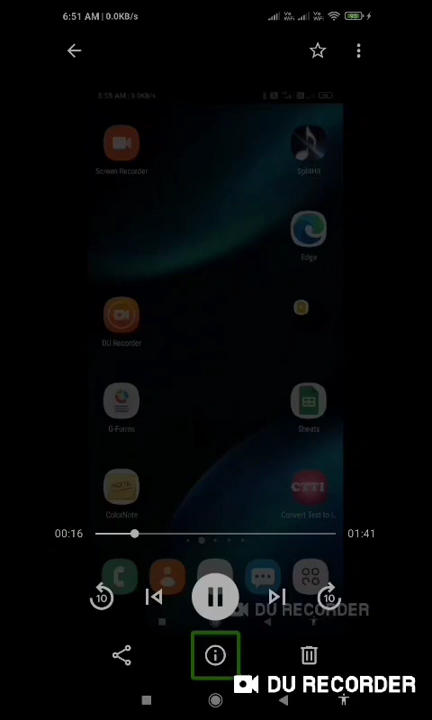 6:51 AM | 0.0KB/s
Screen Recorder
SplitHit
Edge
DU Recorder
G-Forms
Sheets
CTTI
ColorNote
Convert Text to I..
00:16
01:41
10
10
DU RECORDER
DU RECORDER